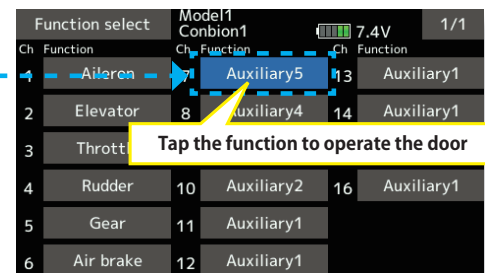 Function select Model1 Conbion1 7.4V 1/1
Ch Function Ch Function Ch Function
1 Aileron 7 Auxiliary5 13 Auxiliary1
2 Elevator 8 Auxiliary4 14 Auxiliary1
3 Throttl
Tap the function to operate the door
4 Rudder 10 Auxiliary2 16 Auxiliary1
5 Gear 11 Auxiliary1
6 Air brake 12 Auxiliary1